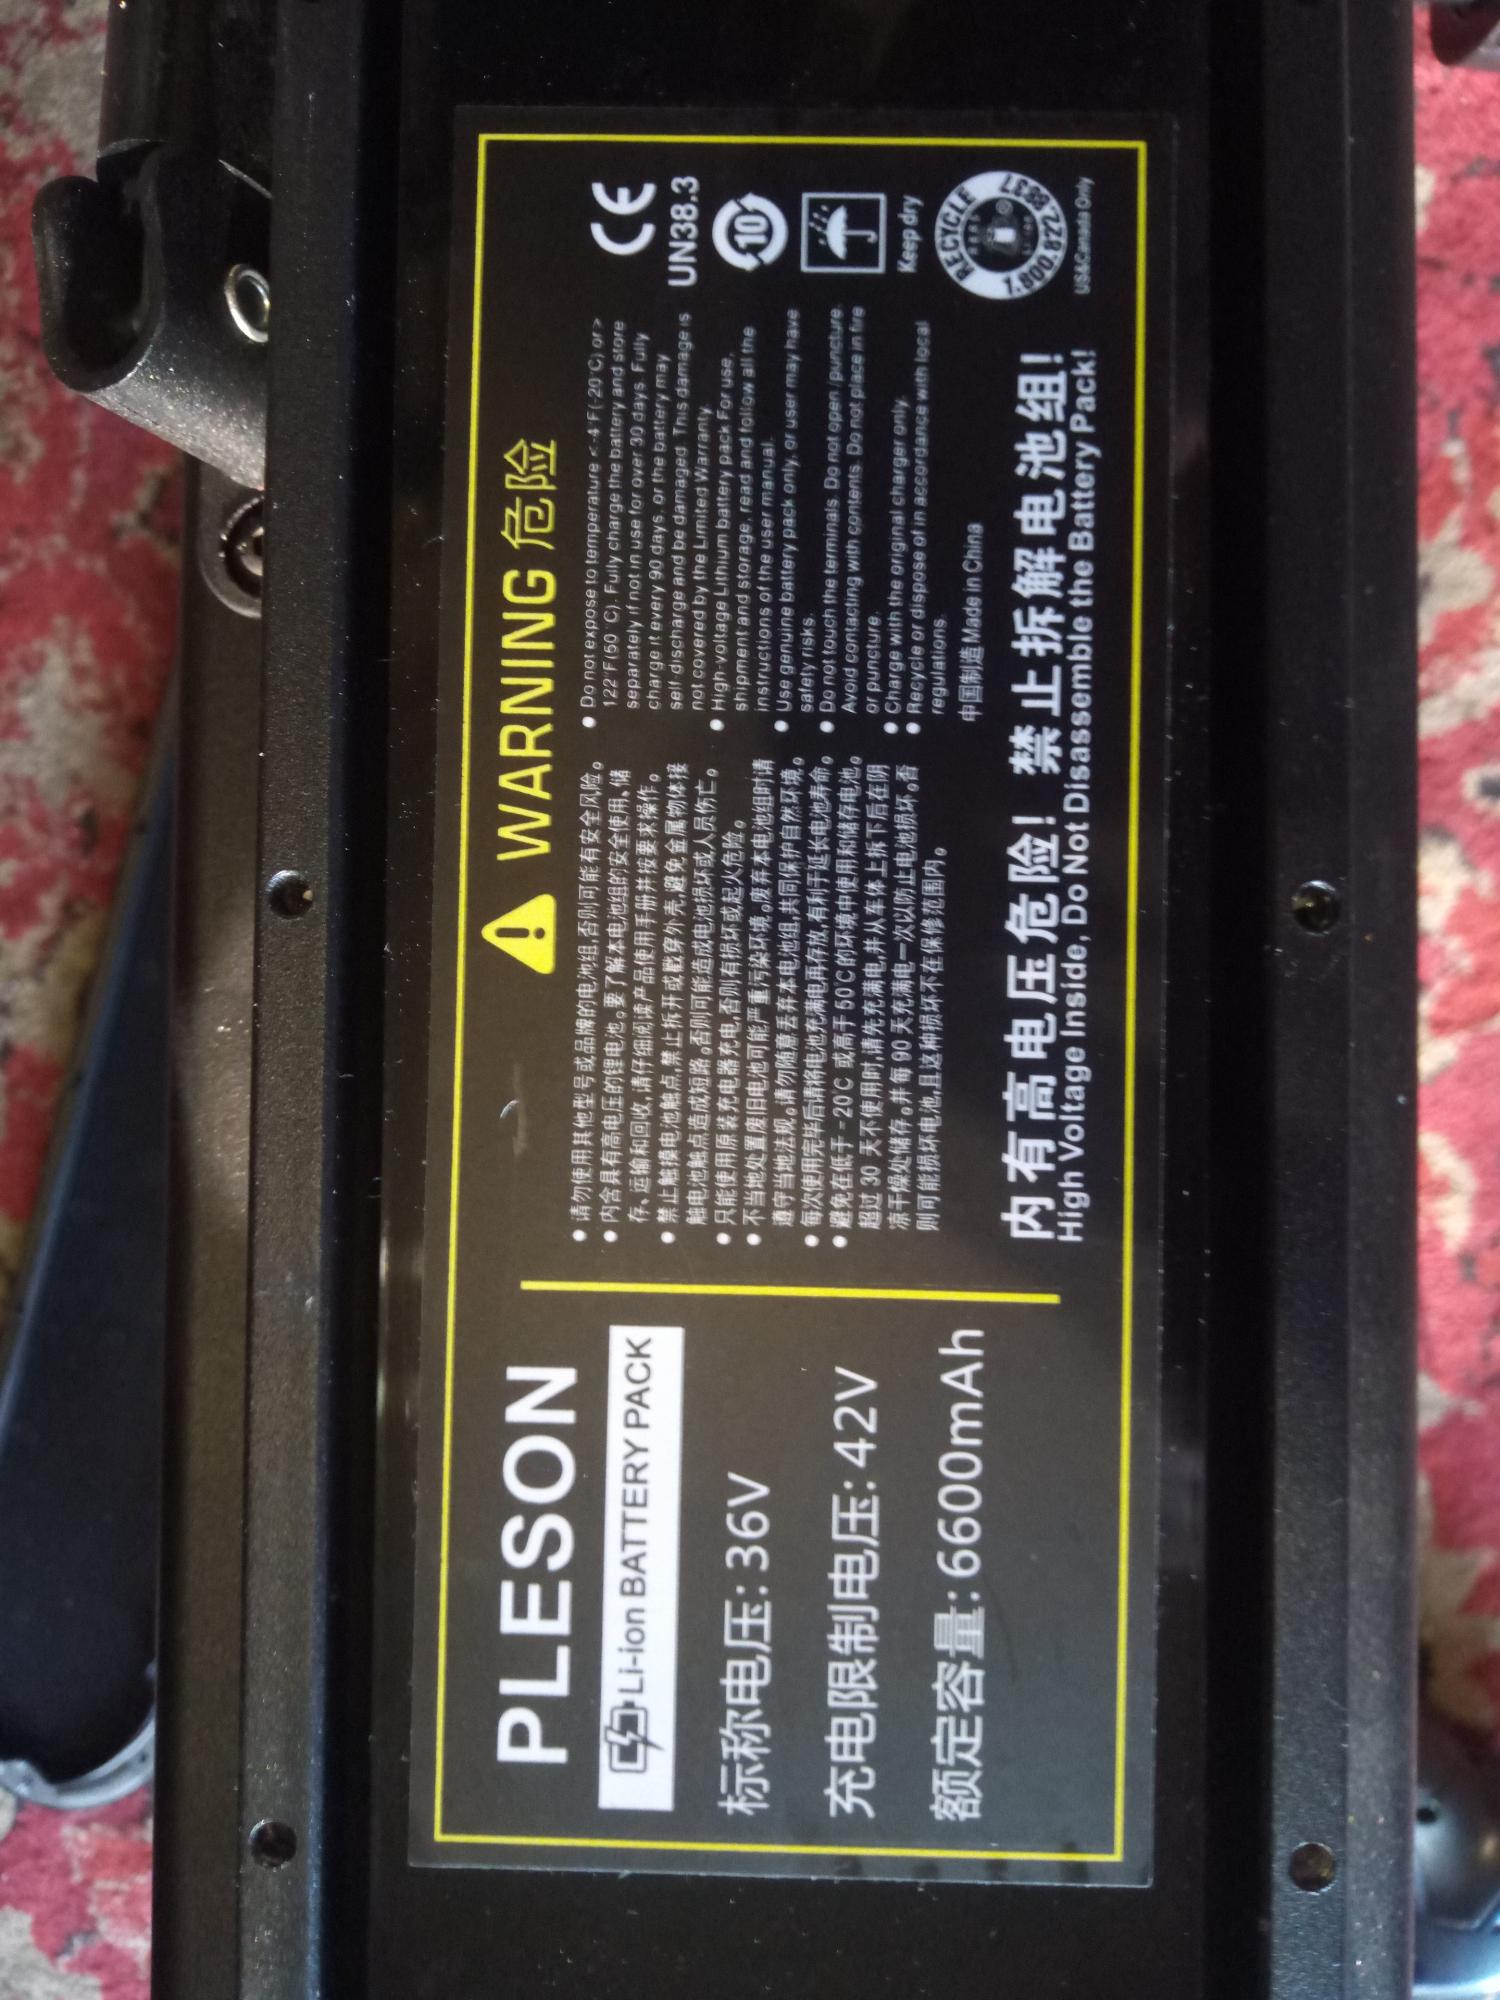 PLESON
Li-ion BATTERY PACK
标称电压:36V
充电限制电压:42V
额定容量:6600mAh
WARNING 危险
请勿使用其他型号或品牌的电池组,否则可能有安全风险。
内含具有高电压的锂电池。要了解本电池组的安全使用、储
存、运输和回收,请仔细阅读产品使用手册并按要求操作。
禁止触摸电池触点,禁止拆开或戳穿外壳,避免金属物体接
触电池触点造成短路。否则可能造成电池损坏或人员伤亡。
只能使用原装充电器充电,否则有损坏或起火危险。
不当地处置废旧电池可能严重污染环境。废弃本电池组时请
遵守当地法规。请勿随意丢弃本电池组,共同保护自然环境。
每次使用完毕后请将电池充满电再存放,有利于延长电池寿命。
避免在低于 -20℃ 或高于 50℃的环境中使用和储存电池。
超过 30 天不使用时,请先充满电,并从车体上拆下后在阴
凉干燥处储存。并每 90 天充满电一次以防止电池损坏。否
则可能损坏电池,且这种损坏不在保修范围内。
Do not expose to temperature < -4°F(-20°C) or >
122°F(50°C). Fully charge the battery and store
separately if not in use for over 30 days. Fully
charge it every 90 days, or the battery may
self discharge and be damaged. This damage is
not covered by the Limited Warranty.
High-voltage Lithium battery pack. For use,
shipment and storage, read and follow all the
instructions of the user manual.
Use genuine battery pack only, or user may have
safety risks.
Do not touch the terminals. Do not open / puncture.
Avoid contacting with contents. Do not place in fire
or puncture.
Charge with the original charger only.
Recycle or dispose of in accordance with local
regulations.
中国制造Made in China
内有高电压危险! 禁止拆解电池组!
High Voltage Inside, Do Not Disassemble the Battery Pack!
CE
UN38.3
10
Keep dry
RECYCLE
1.800.822.8837
US&Canada Only